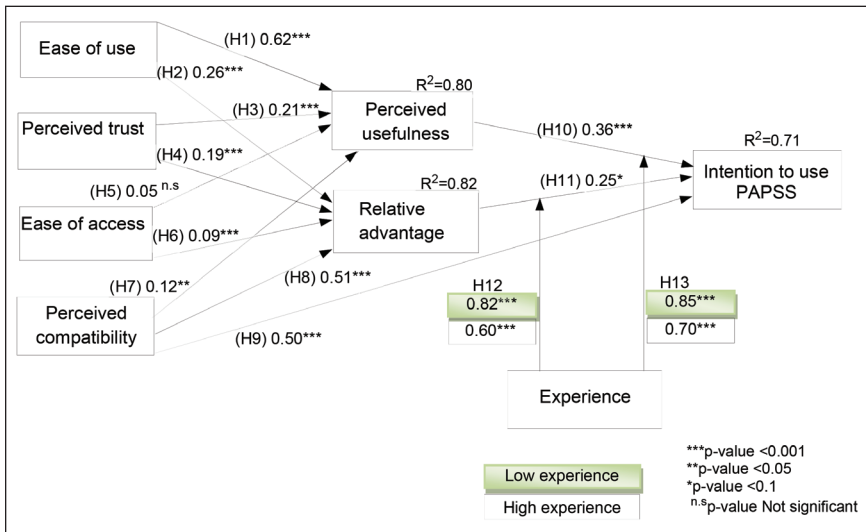 Ease of use
Perceived trust
Ease of access
Perceived
compatibility
(H1) 0.62***
(H2) 0.26***
(H3) 0.21***
(H4) 0.19***
(H5) 0.05 n.s
(H6) 0.09***
(H7) 0.12**
(H8) 0.51***
(H9) 0.50***
R²=0.80
Perceived
usefulness
R²=0.82
Relative
advantage
(H10) 0.36***
(H11) 0.25*
R²=0.71
Intention to use
PAPSS
H12
0.82***
0.60***
H13
0.85***
0.70***
Experience
Low experience
High experience
***p-value <0.001
**p-value <0.05
*p-value <0.1
n.s p-value Not significant